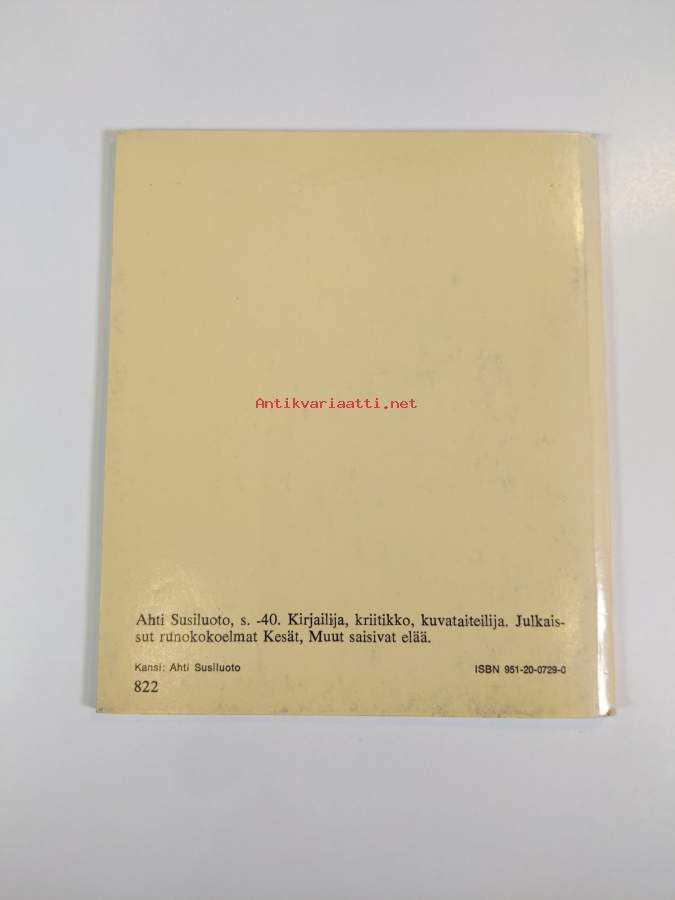 Antikvariaatti.net
Ahti Susiluoto, s. -40. Kirjailija, kriitikko, kuvataiteilija. Julkais-
sut runokokoelmat Kesät, Muut saisivat elää.
Kansi: Ahti Susiluoto
ISBN 951-20-0729-0
822